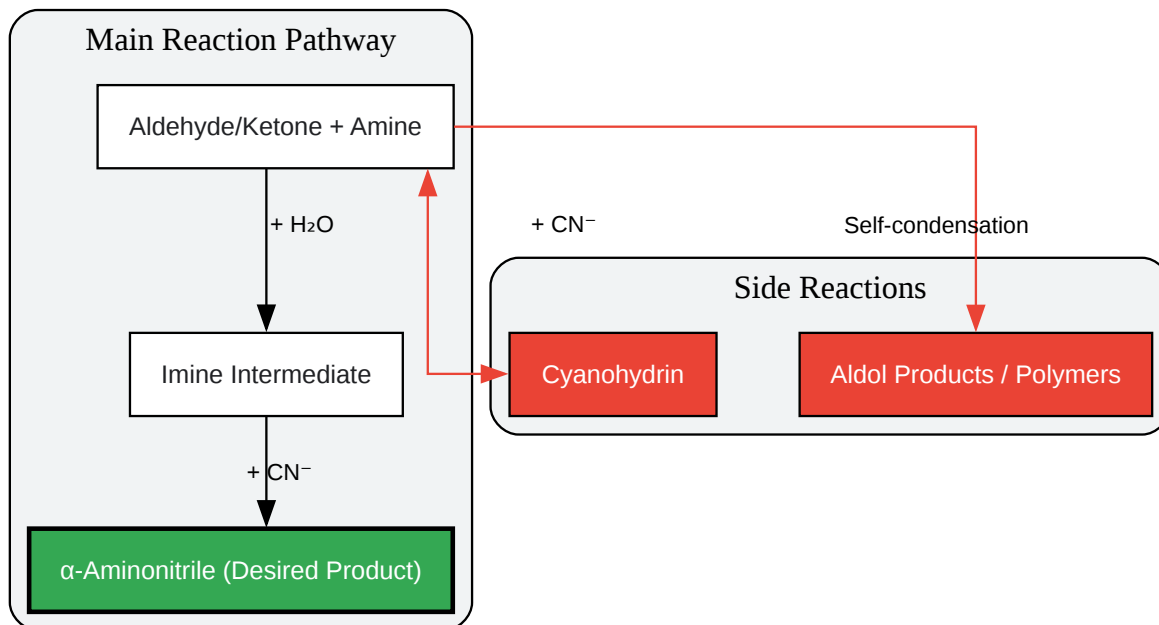 Main Reaction Pathway
Aldehyde/Ketone + Amine
+ H₂O
+ CN⁻
Self-condensation
Side Reactions
Imine Intermediate
Cyanohydrin
Aldol Products / Polymers
+ CN⁻
α-Aminonitrile (Desired Product)